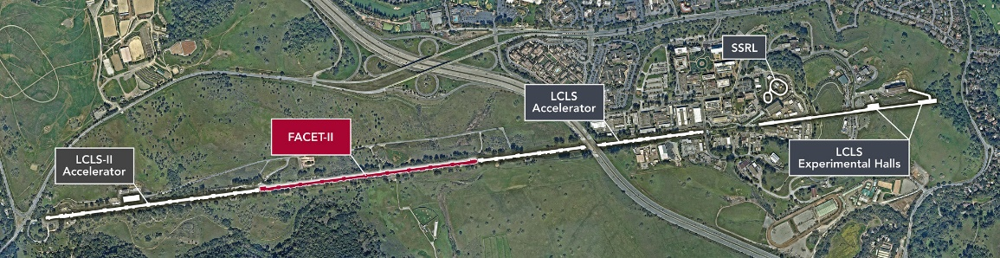 SSRL
LCLS
Accelerator
FACET-II
LCLS-II
Accelerator
LCLS
Experimental Halls